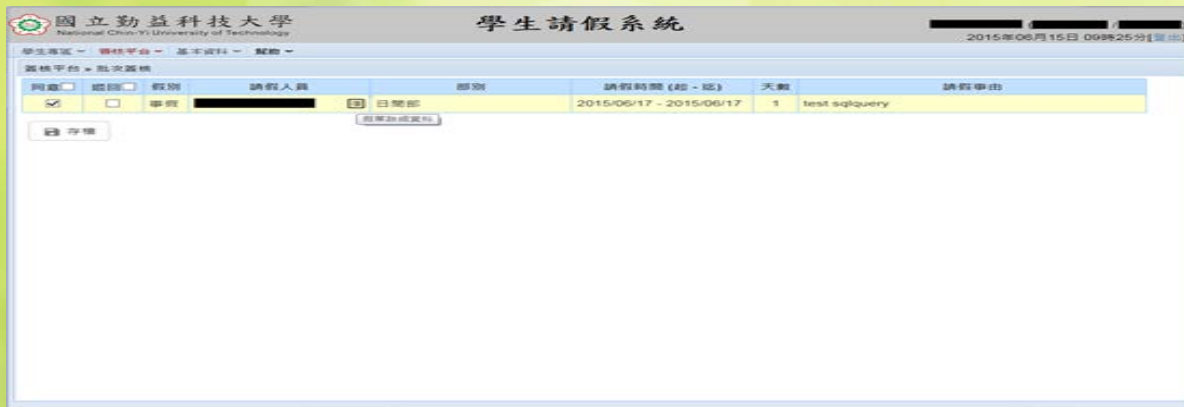 國立勤益科技大學
National Chin-Yi University of Technology
學生請假系統
2015年06月15日 09時25分[登出]
學生專區 審核平台 基本資料 幫助
簽核平台 » 批次簽核
同意 退回 假別 請假人員 部別 請假時間 (起 - 迄) 天數 請假事由
事假 日間部 2015/06/17 - 2015/06/17 1 test sqlquery
存檔